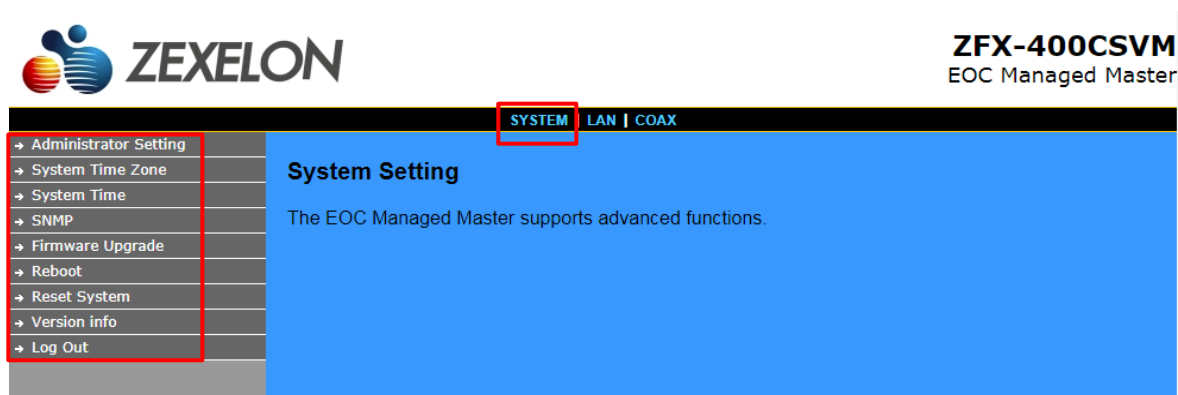 ZEXELON
ZFX-400CSVM
EOC Managed Master
SYSTEM | LAN | COAX
Administrator Setting
System Time Zone
System Time
SNMP
Firmware Upgrade
Reboot
Reset System
Version info
Log Out
System Setting
The EOC Managed Master supports advanced functions.